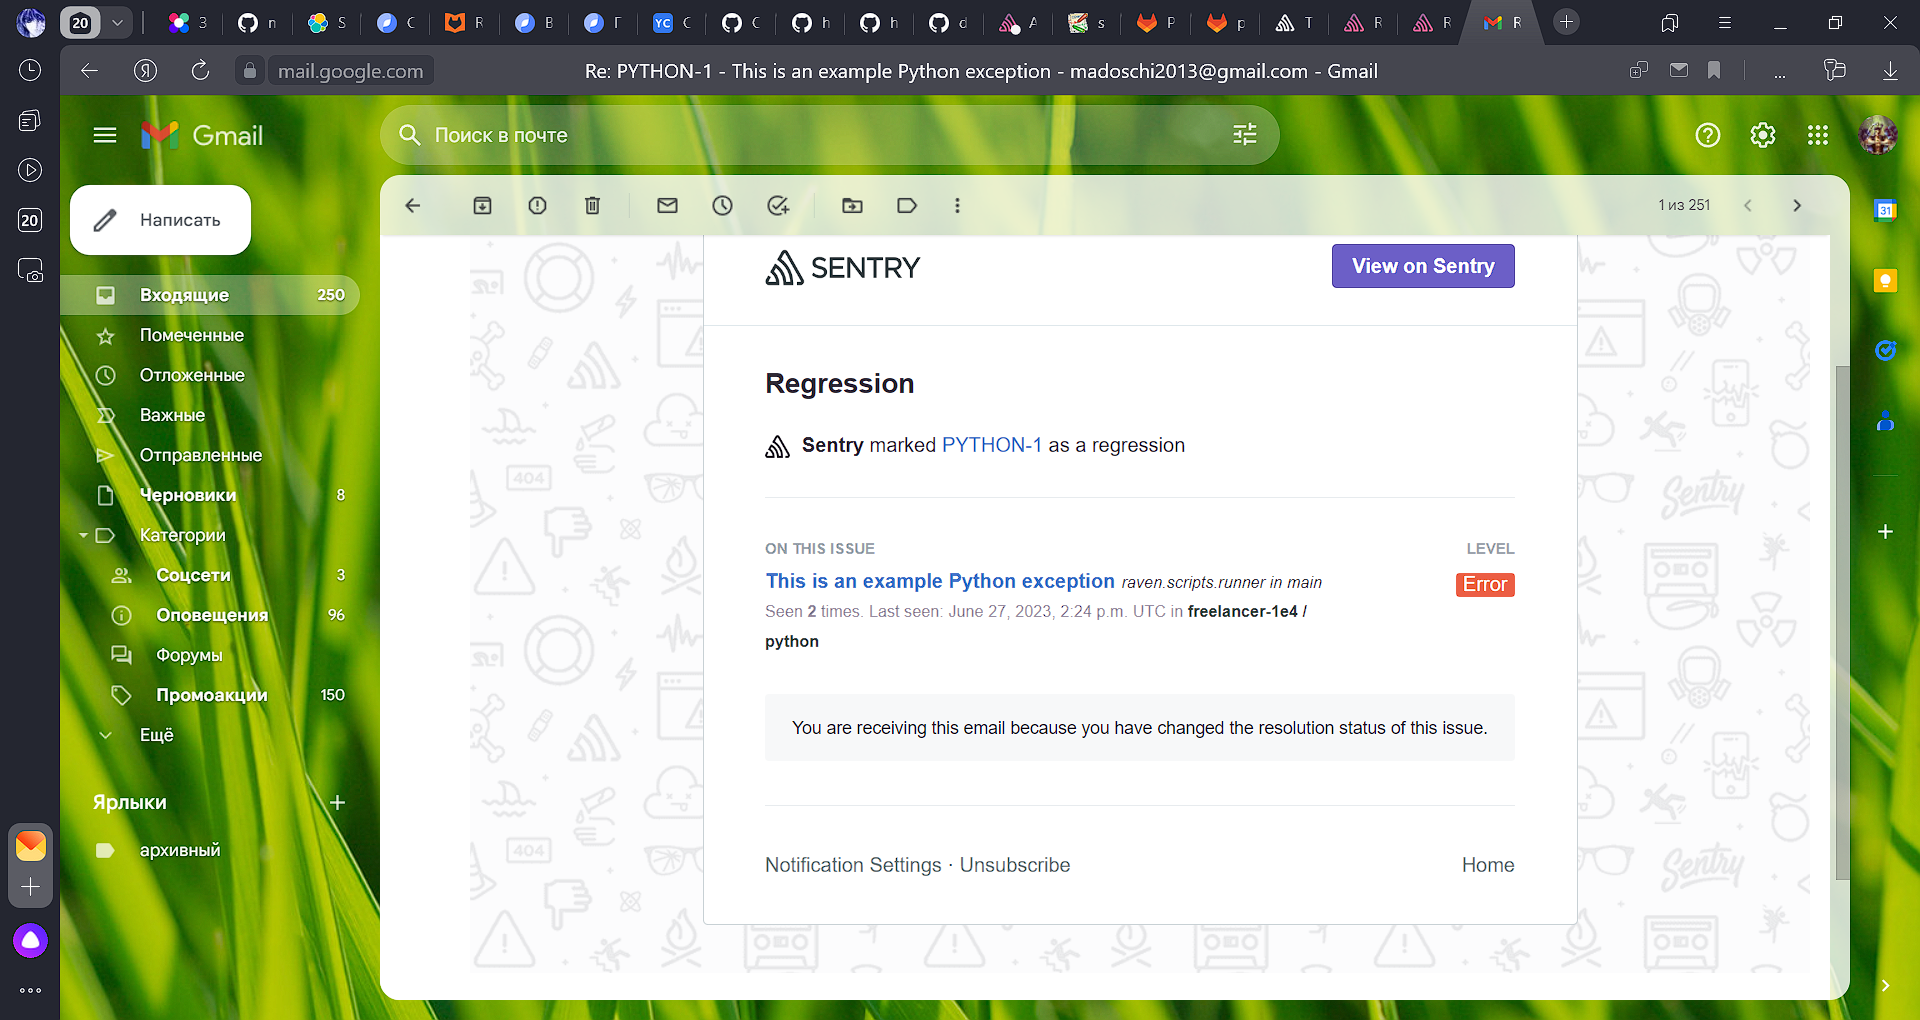 20
3
n
S
C
R
B
Г
YC
C
C
h
h
d
A
s
P
p
T
R
R
R
mail.google.com
Re: PYTHON-1 - This is an example Python exception - madoschi2013@gmail.com - Gmail
20
Gmail
Поиск в почте
Написать
1 из 251
31
Входящие 250
Помеченные
Отложенные
Важные
Отправленные
Черновики 8
Категории
Соцсети 3
Оповещения 96
Форумы
Промоакции 150
Ещё
Ярлыки
архивный
SENTRY
View on Sentry
Regression
Sentry marked PYTHON-1 as a regression
ON THIS ISSUE
LEVEL
This is an example Python exception raven.scripts.runner in main
Error
Seen 2 times. Last seen: June 27, 2023, 2:24 p.m. UTC in freelancer-1e4 /
python
You are receiving this email because you have changed the resolution status of this issue.
Notification Settings · Unsubscribe
Home
404
Sentry
404
Sentry